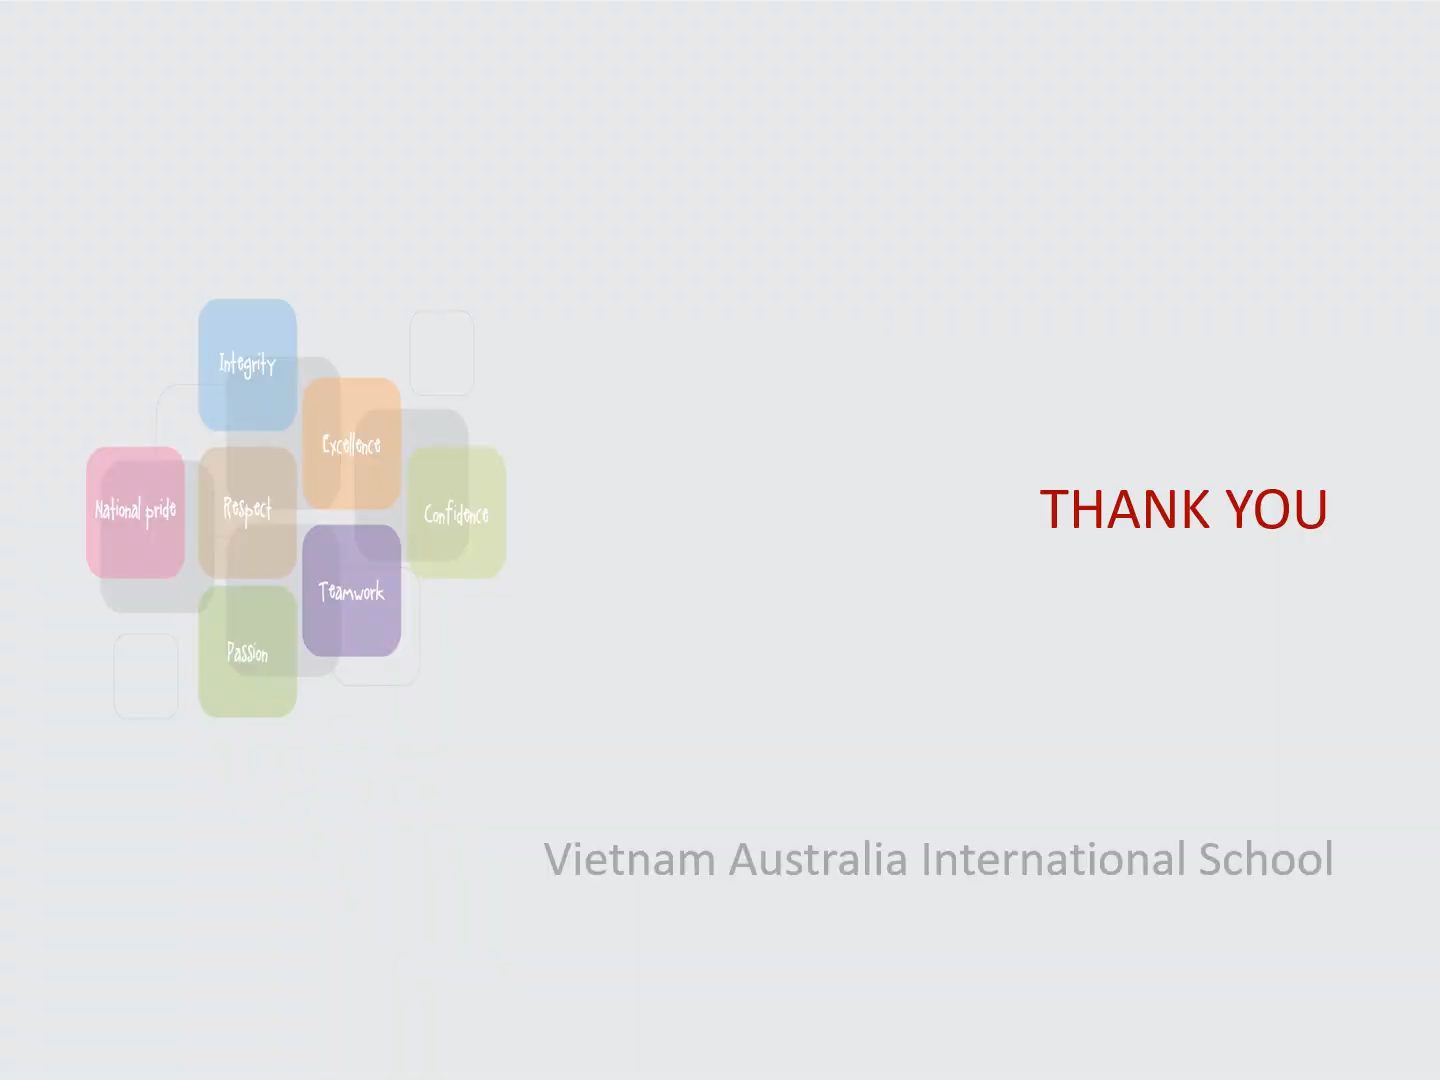 Integrity
Excellence
National pride
Respect
Confidence
Teamwork
Passion
THANK YOU
Vietnam Australia International School